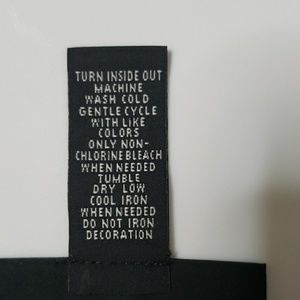 TURN INSIDE OUT
MACHINE
WASH COLD
GENTLE CYCLE
WITH LIKE
COLORS
ONLY NON-
CHLORINE BLEACH
WHEN NEEDED
TUMBLE
DRY LOW
COOL IRON
WHEN NEEDED
DO NOT IRON
DECORATION